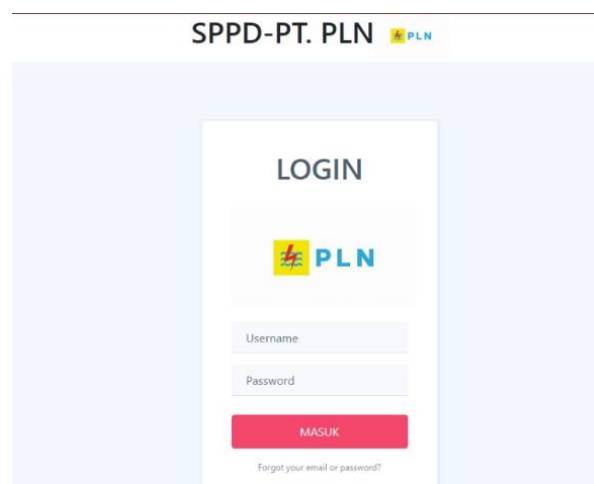 SPPD-PT. PLN PLN
LOGIN
PLN
Username
Password
MASUK
Forgot your email or password?